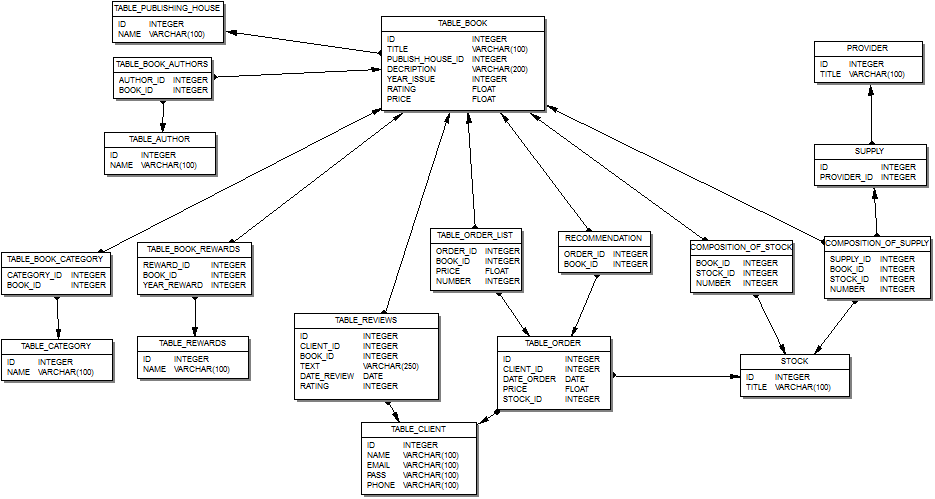 TABLE_PUBLISHING_HOUSE
ID INTEGER
NAME VARCHAR(100)
TABLE_BOOK
ID INTEGER
TITLE VARCHAR(100)
PUBLISH_HOUSE_ID INTEGER
DECRIPTION VARCHAR(200)
YEAR_ISSUE INTEGER
RATING FLOAT
PRICE FLOAT
PROVIDER
ID INTEGER
TITLE VARCHAR(100)
TABLE_BOOK_AUTHORS
AUTHOR_ID INTEGER
BOOK_ID INTEGER
TABLE_AUTHOR
ID INTEGER
NAME VARCHAR(100)
SUPPLY
ID INTEGER
PROVIDER_ID INTEGER
TABLE_BOOK_CATEGORY
CATEGORY_ID INTEGER
BOOK_ID INTEGER
TABLE_BOOK_REWARDS
REWARD_ID INTEGER
BOOK_ID INTEGER
YEAR_REWARD INTEGER
TABLE_ORDER_LIST
ORDER_ID INTEGER
BOOK_ID INTEGER
PRICE FLOAT
NUMBER INTEGER
RECOMMENDATION
ORDER_ID INTEGER
BOOK_ID INTEGER
COMPOSITION_OF_STOCK
BOOK_ID INTEGER
STOCK_ID INTEGER
NUMBER INTEGER
COMPOSITION_OF_SUPPLY
SUPPLY_ID INTEGER
BOOK_ID INTEGER
STOCK_ID INTEGER
NUMBER INTEGER
TABLE_CATEGORY
ID INTEGER
NAME VARCHAR(100)
TABLE_REWARDS
ID INTEGER
NAME VARCHAR(100)
TABLE_REVIEWS
ID INTEGER
CLIENT_ID INTEGER
BOOK_ID INTEGER
TEXT VARCHAR(250)
DATE_REVIEW DATE
RATING INTEGER
TABLE_ORDER
ID INTEGER
CLIENT_ID INTEGER
DATE_ORDER DATE
PRICE FLOAT
STOCK_ID INTEGER
STOCK
ID INTEGER
TITLE VARCHAR(100)
TABLE_CLIENT
ID INTEGER
NAME VARCHAR(100)
EMAIL VARCHAR(100)
PASS VARCHAR(100)
PHONE VARCHAR(100)